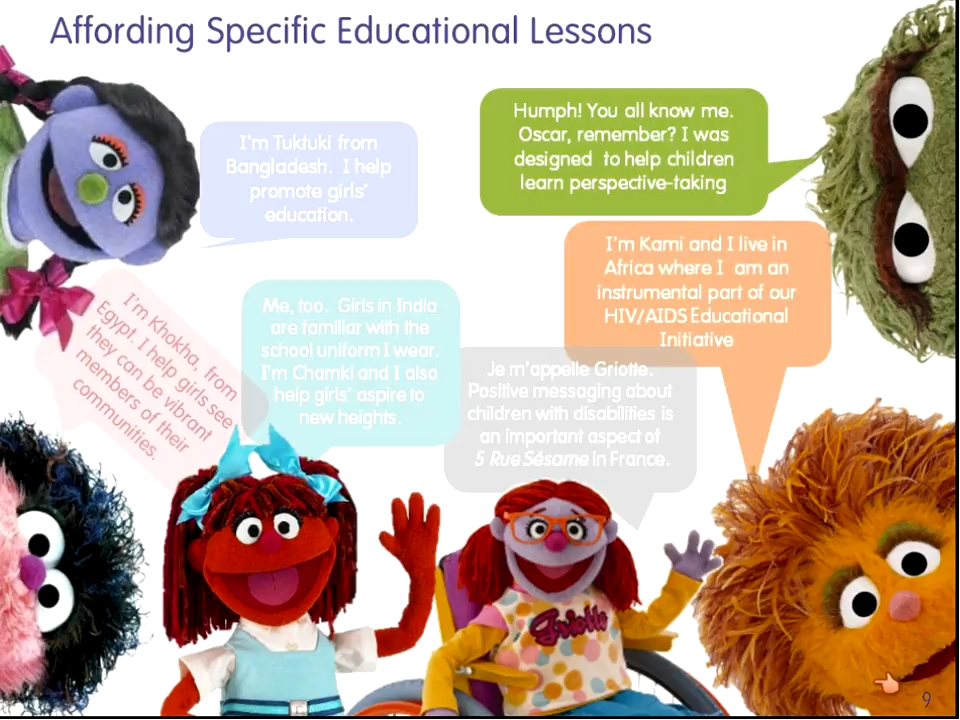 Affording Specific Educational Lessons
I'm Tuktuki from
Bangladesh. I help
promote girls'
education.
Humph! You all know me.
Oscar, remember? I was
designed to help children
learn perspective-taking
I'm Kami and I live in
Africa where I am an
instrumental part of our
HIV/AIDS Educational
Initiative
I'm Khokha, from
Egypt. I help girls see
they can be vibrant
members of their
communities.
Me, too. Girls in India
are familiar with the
school uniform I wear.
I'm Chamki and I also
help girls' aspire to
new heights.
Je m'appelle Griotte.
Positive messaging about
children with disabilities is
an important aspect of
5 Rue Sésame in France.
Griotte
9